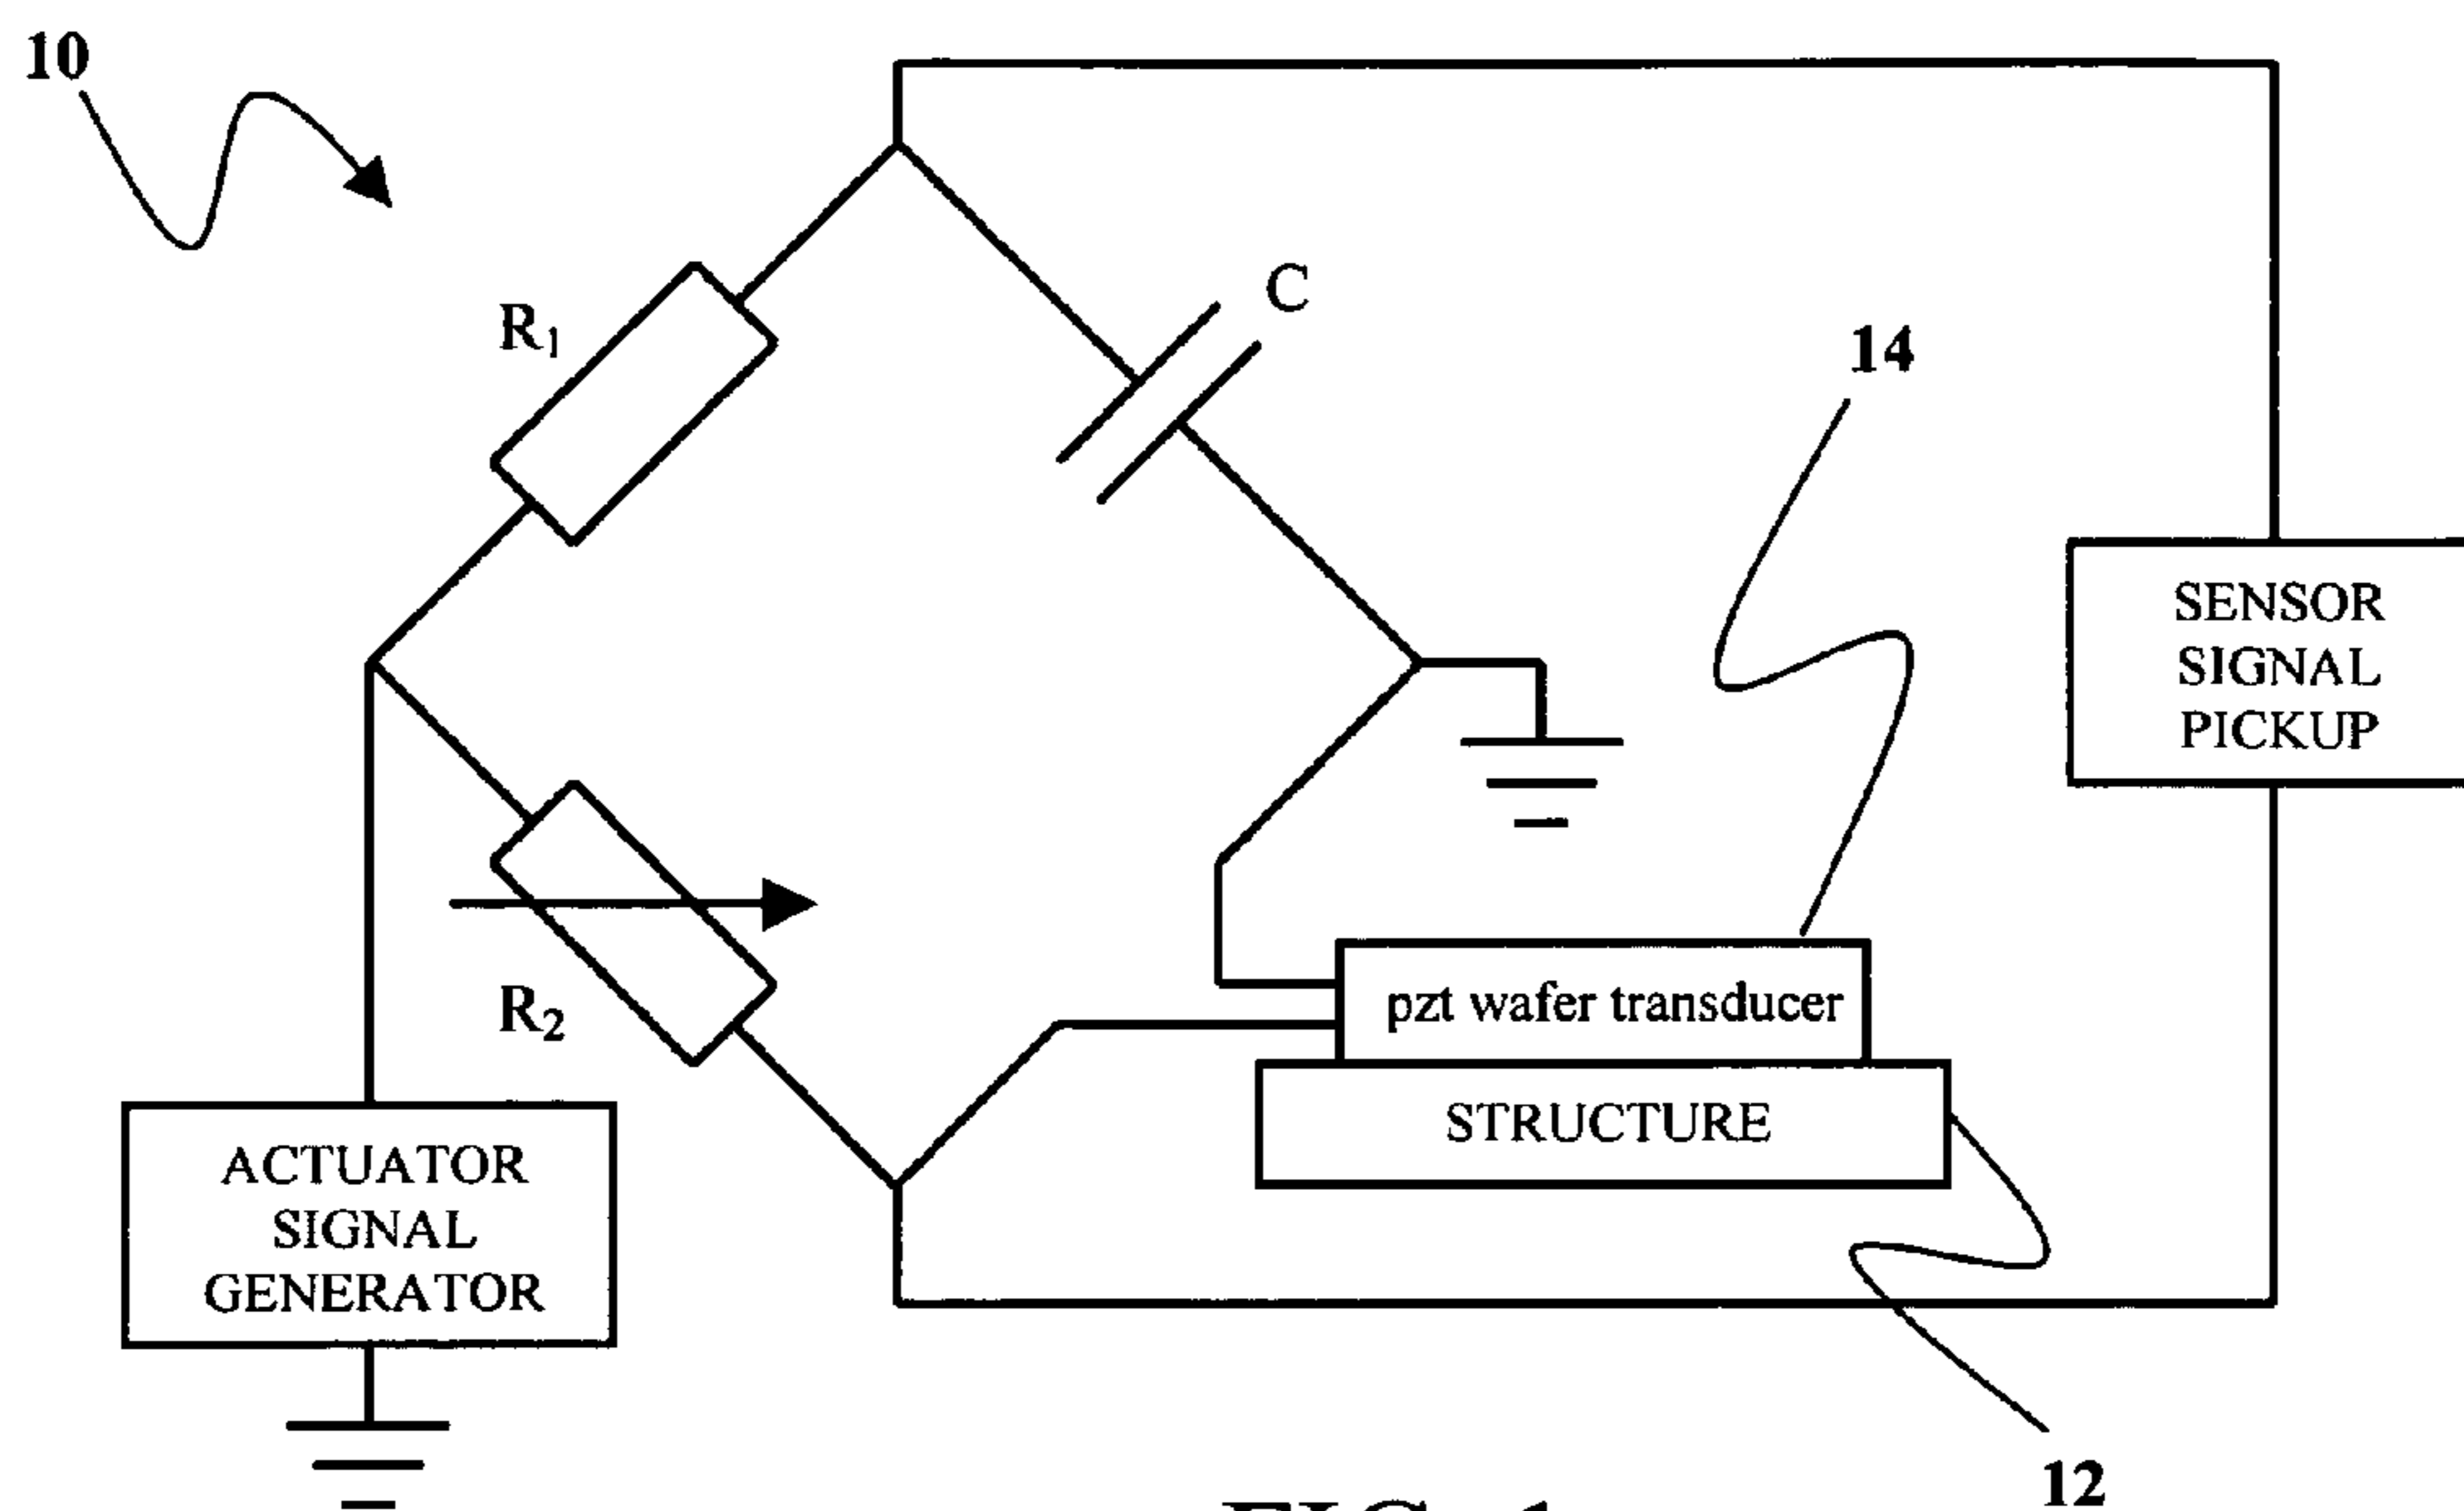 10
R1
C
14
SENSOR
SIGNAL
PICKUP
pzt wafer transducer
R2
STRUCTURE
ACTUATOR
SIGNAL
GENERATOR
12